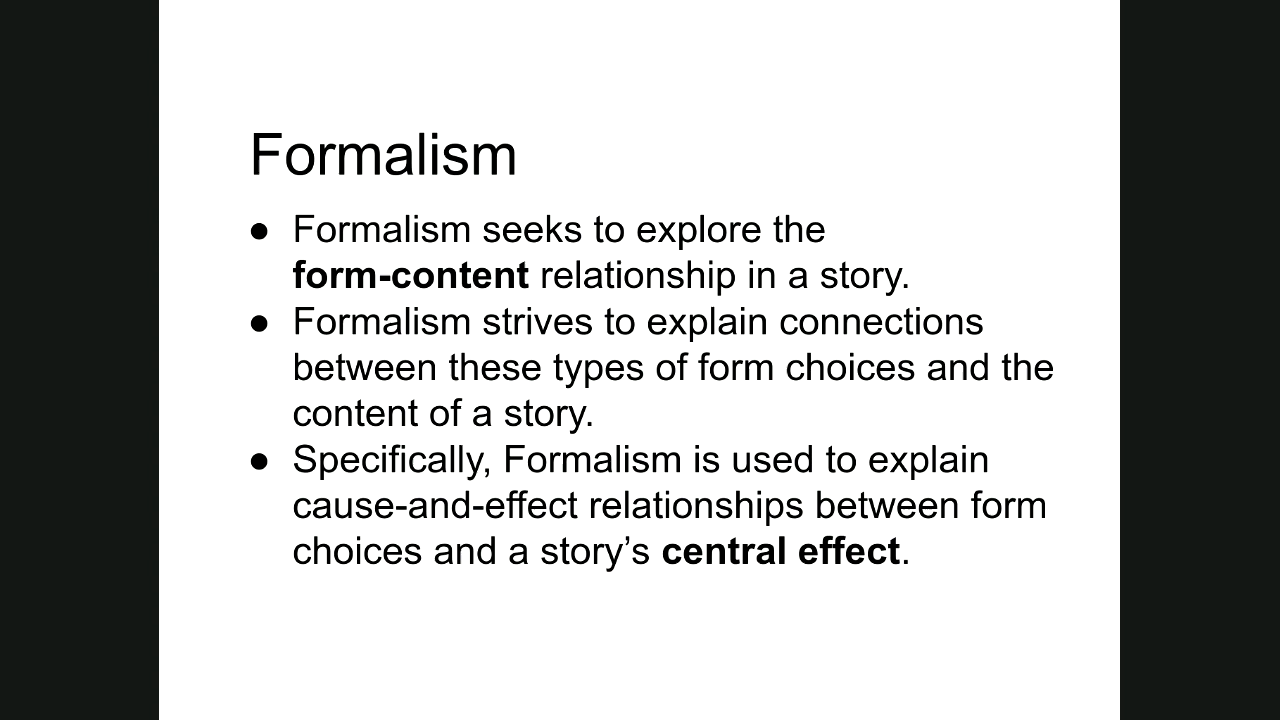 Formalism
● Formalism seeks to explore the
form-content relationship in a story.
● Formalism strives to explain connections
between these types of form choices and the
content of a story.
● Specifically, Formalism is used to explain
cause-and-effect relationships between form
choices and a story’s central effect.